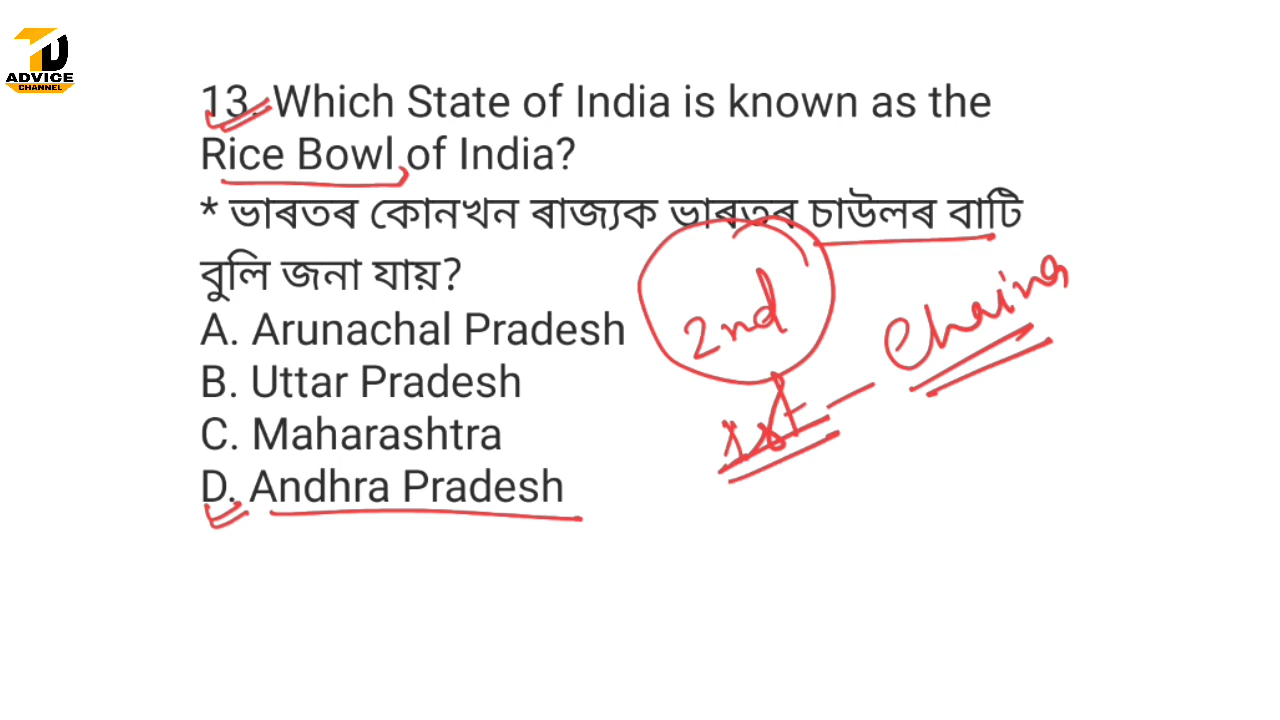 TD
ADVICE
CHANNEL
13. Which State of India is known as the
Rice Bowl of India?
* ভাৰতৰ কোনখন ৰাজ্যক ভাৰতৰ চাউলৰ বাটি
বুলি জনা যায়?
A. Arunachal Pradesh
B. Uttar Pradesh
C. Maharashtra
D. Andhra Pradesh
2nd
1st - Chaina